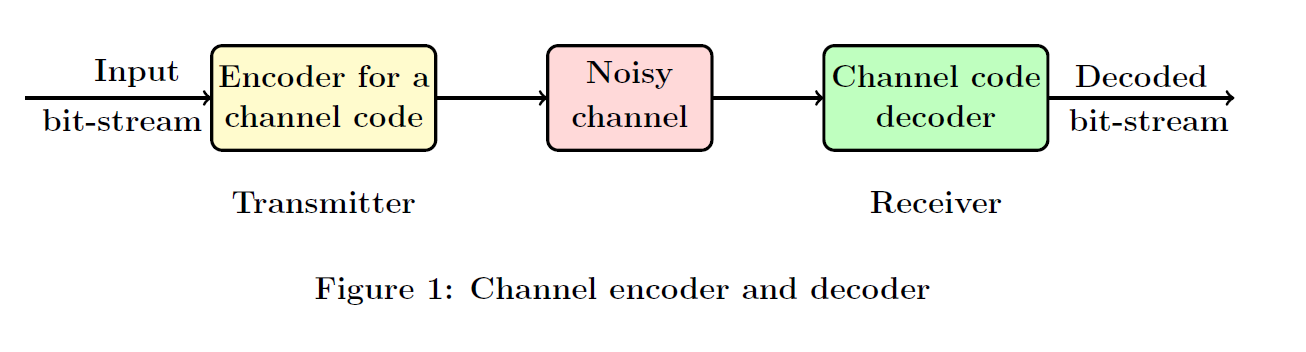 Input
bit-stream
Encoder for a
channel code
Noisy
channel
Channel code
decoder
Decoded
bit-stream
Transmitter
Receiver
Figure 1: Channel encoder and decoder